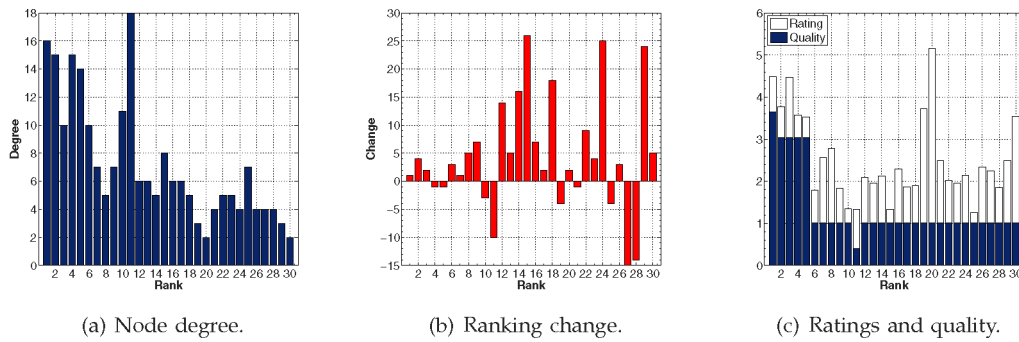 18
16
14
12
10
8
6
4
2
0
Degree
2 4 6 8 10 12 14 16 18 20 22 24 26 28 30
Rank
(a) Node degree.
30
25
20
15
10
5
0
−5
−10
−15
Change
2 4 6 8 10 12 14 16 18 20 22 24 26 28 30
Rank
(b) Ranking change.
6
5
4
3
2
1
0
Rating
Quality
2 4 6 8 10 12 14 16 18 20 22 24 26 28 30
Rank
(c) Ratings and quality.